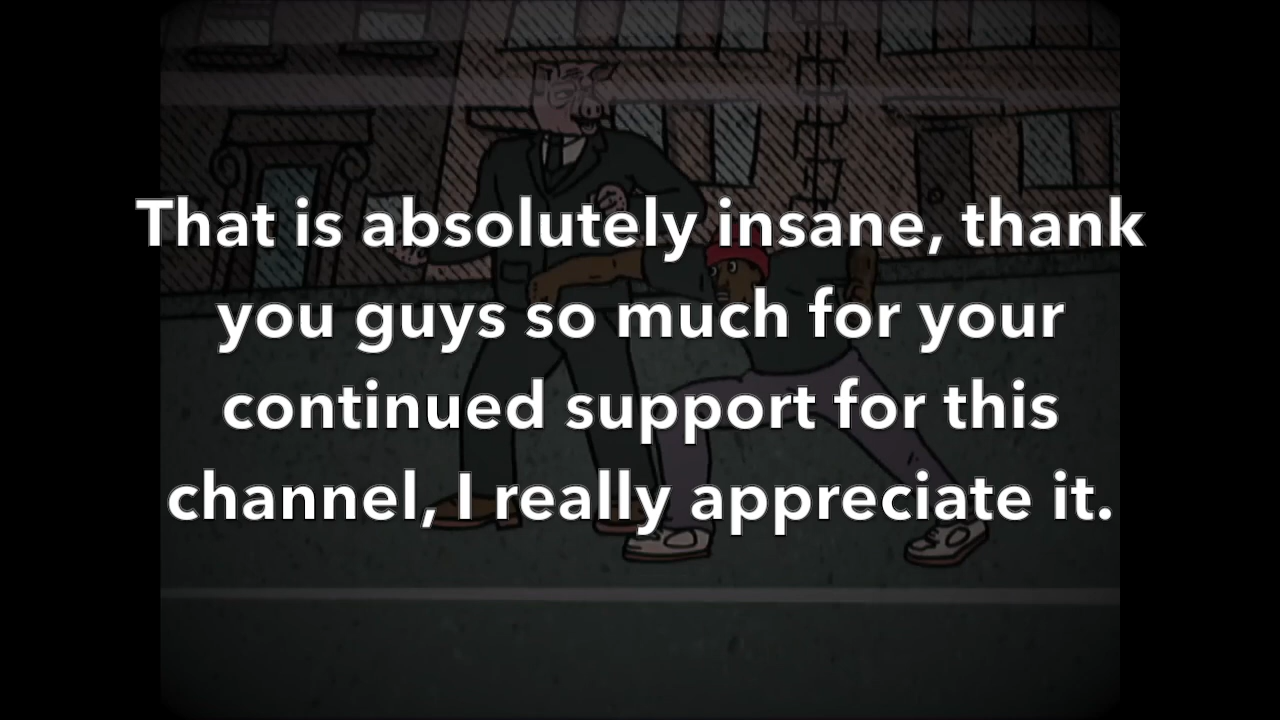 That is absolutely insane, thank
you guys so much for your
continued support for this
channel, I really appreciate it.